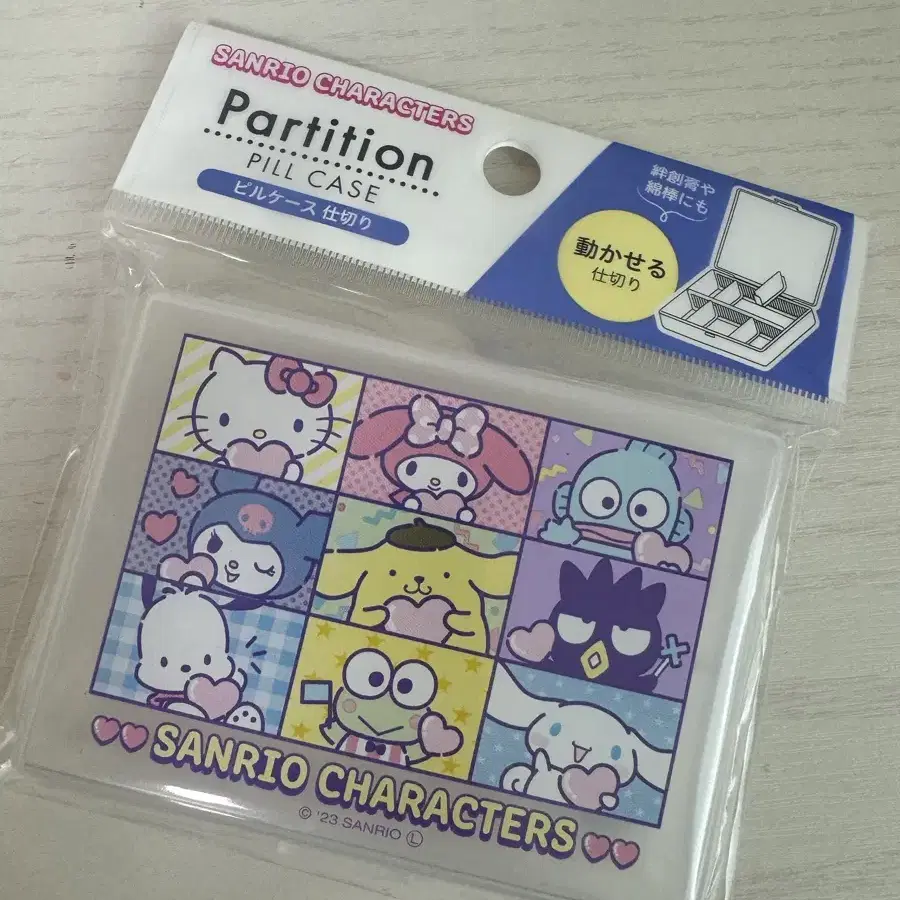 SANRIO CHARACTERS
Partition
PILL CASE
ピルケース 仕切り
絆創膏や
綿棒にも
動かせる
仕切り
SANRIO CHARACTERS
© '23 SANRIO Ⓛ